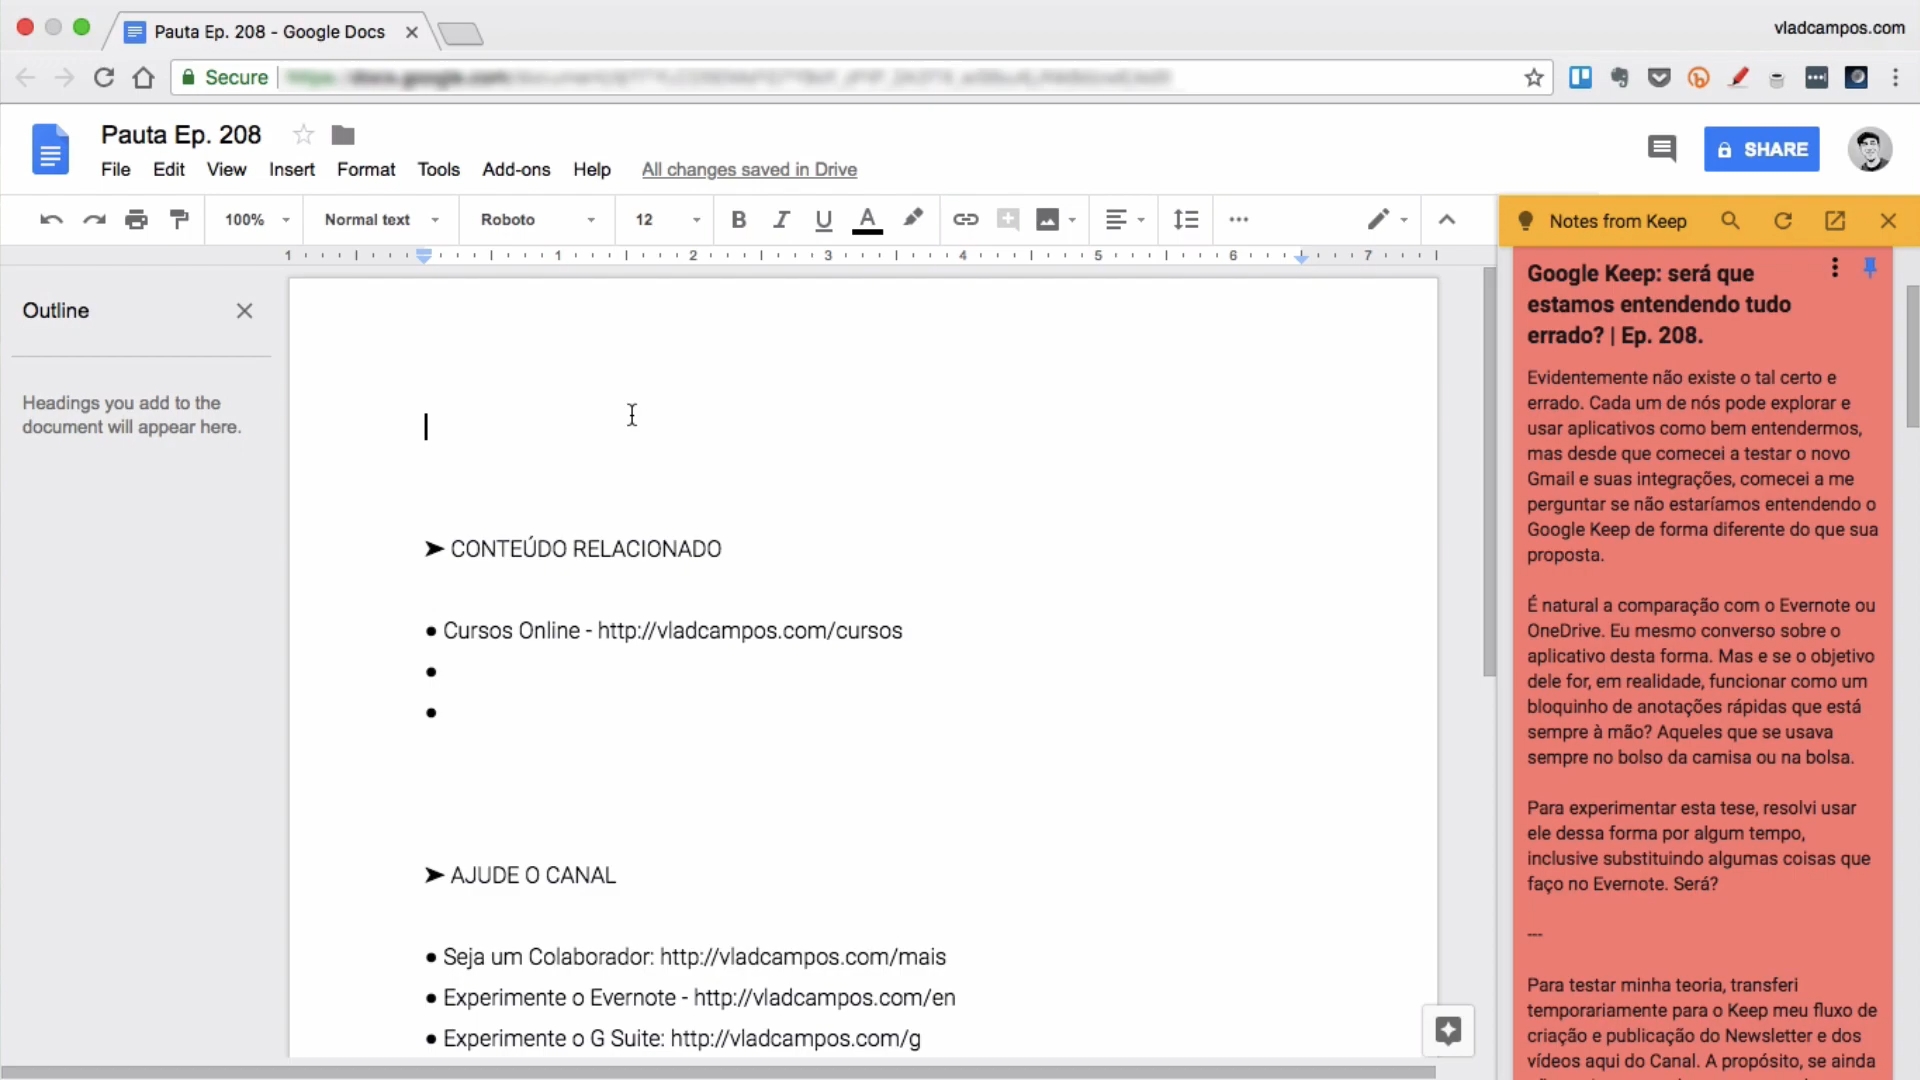 Pauta Ep. 208 - Google Docs
vladcampos.com
Secure
Pauta Ep. 208
File Edit View Insert Format Tools Add-ons Help All changes saved in Drive
SHARE
100% Normal text Roboto 12 B I U A
Notes from Keep
1 1 2 3 4 5 6 7
Outline
Headings you add to the
document will appear here.
➤ CONTEÚDO RELACIONADO
● Cursos Online - http://vladcampos.com/cursos
●
●
➤ AJUDE O CANAL
● Seja um Colaborador: http://vladcampos.com/mais
● Experimente o Evernote - http://vladcampos.com/en
● Experimente o G Suite: http://vladcampos.com/g
Google Keep: será que
estamos entendendo tudo
errado? | Ep. 208.
Evidentemente não existe o tal certo e
errado. Cada um de nós pode explorar e
usar aplicativos como bem entendermos,
mas desde que comecei a testar o novo
Gmail e suas integrações, comecei a me
perguntar se não estaríamos entendendo o
Google Keep de forma diferente do que sua
proposta.
É natural a comparação com o Evernote ou
OneDrive. Eu mesmo converso sobre o
aplicativo desta forma. Mas e se o objetivo
dele for, em realidade, funcionar como um
bloquinho de anotações rápidas que está
sempre à mão? Aqueles que se usava
sempre no bolso da camisa ou na bolsa.
Para experimentar esta tese, resolvi usar
ele dessa forma por algum tempo,
inclusive substituindo algumas coisas que
faço no Evernote. Será?
---
Para testar minha teoria, transferi
temporariamente para o Keep meu fluxo de
criação e publicação do Newsletter e dos
vídeos aqui do Canal. A propósito, se ainda